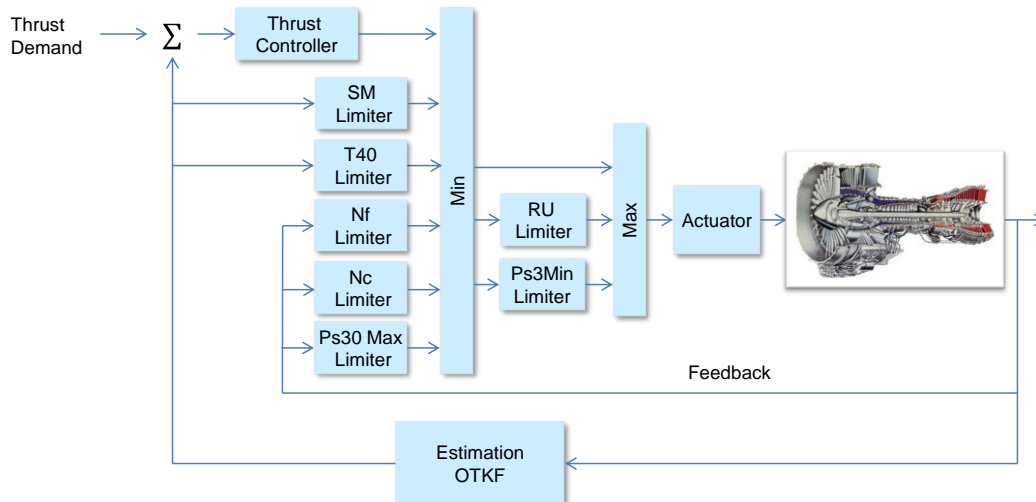 Thrust
Demand
Σ
Thrust
Controller
SM
Limiter
T40
Limiter
Nf
Limiter
Nc
Limiter
Ps30 Max
Limiter
Min
RU
Limiter
Ps3Min
Limiter
Max
Actuator
Feedback
Estimation
OTKF